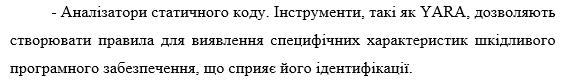 - Аналізатори статичного коду. Інструменти, такі як YARA, дозволяють
створювати правила для виявлення специфічних характеристик шкідливого
програмного забезпечення, що сприяє його ідентифікації.